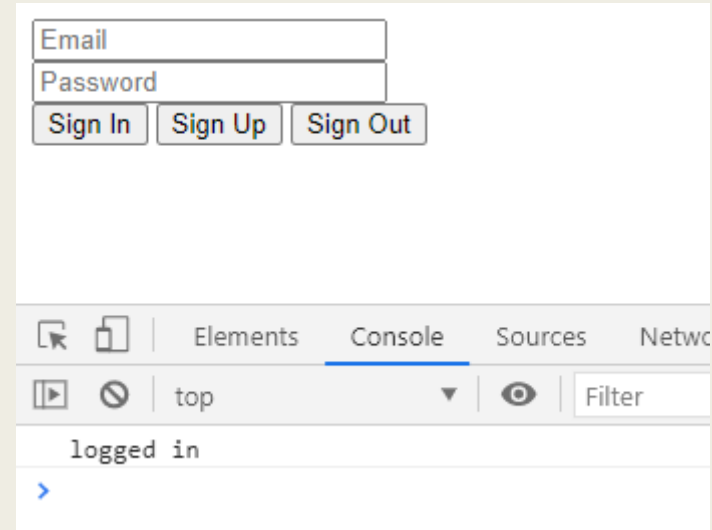 Email
Password
Sign In Sign Up Sign Out
Elements Console Sources Netwo
top Filter
logged in